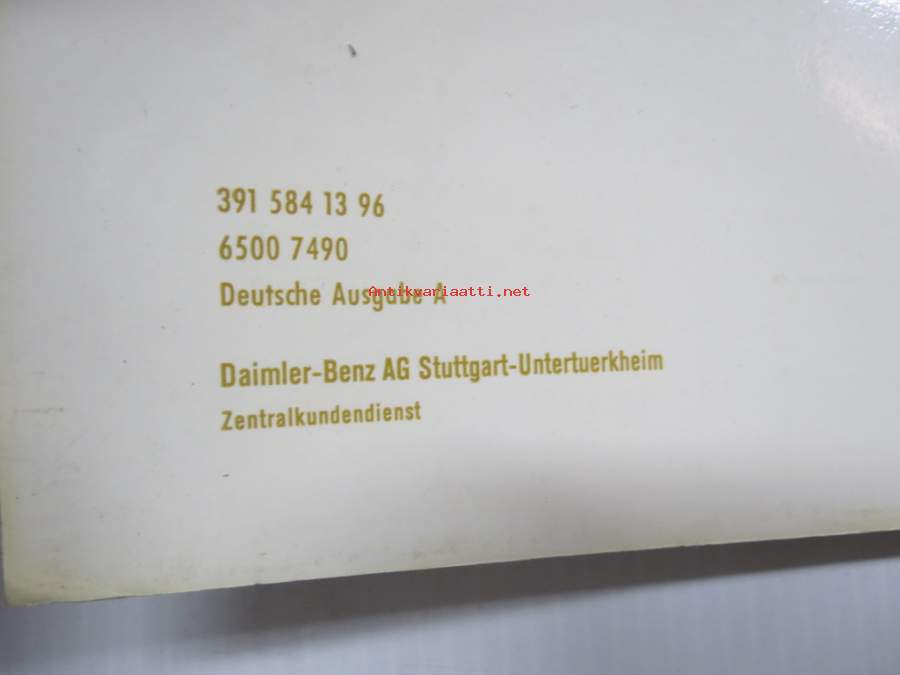 391 584 13 96
6500 7490
Deutsche Ausgabe A
Antikvariaatti.net
Daimler-Benz AG Stuttgart-Untertuerkheim
Zentralkundendienst